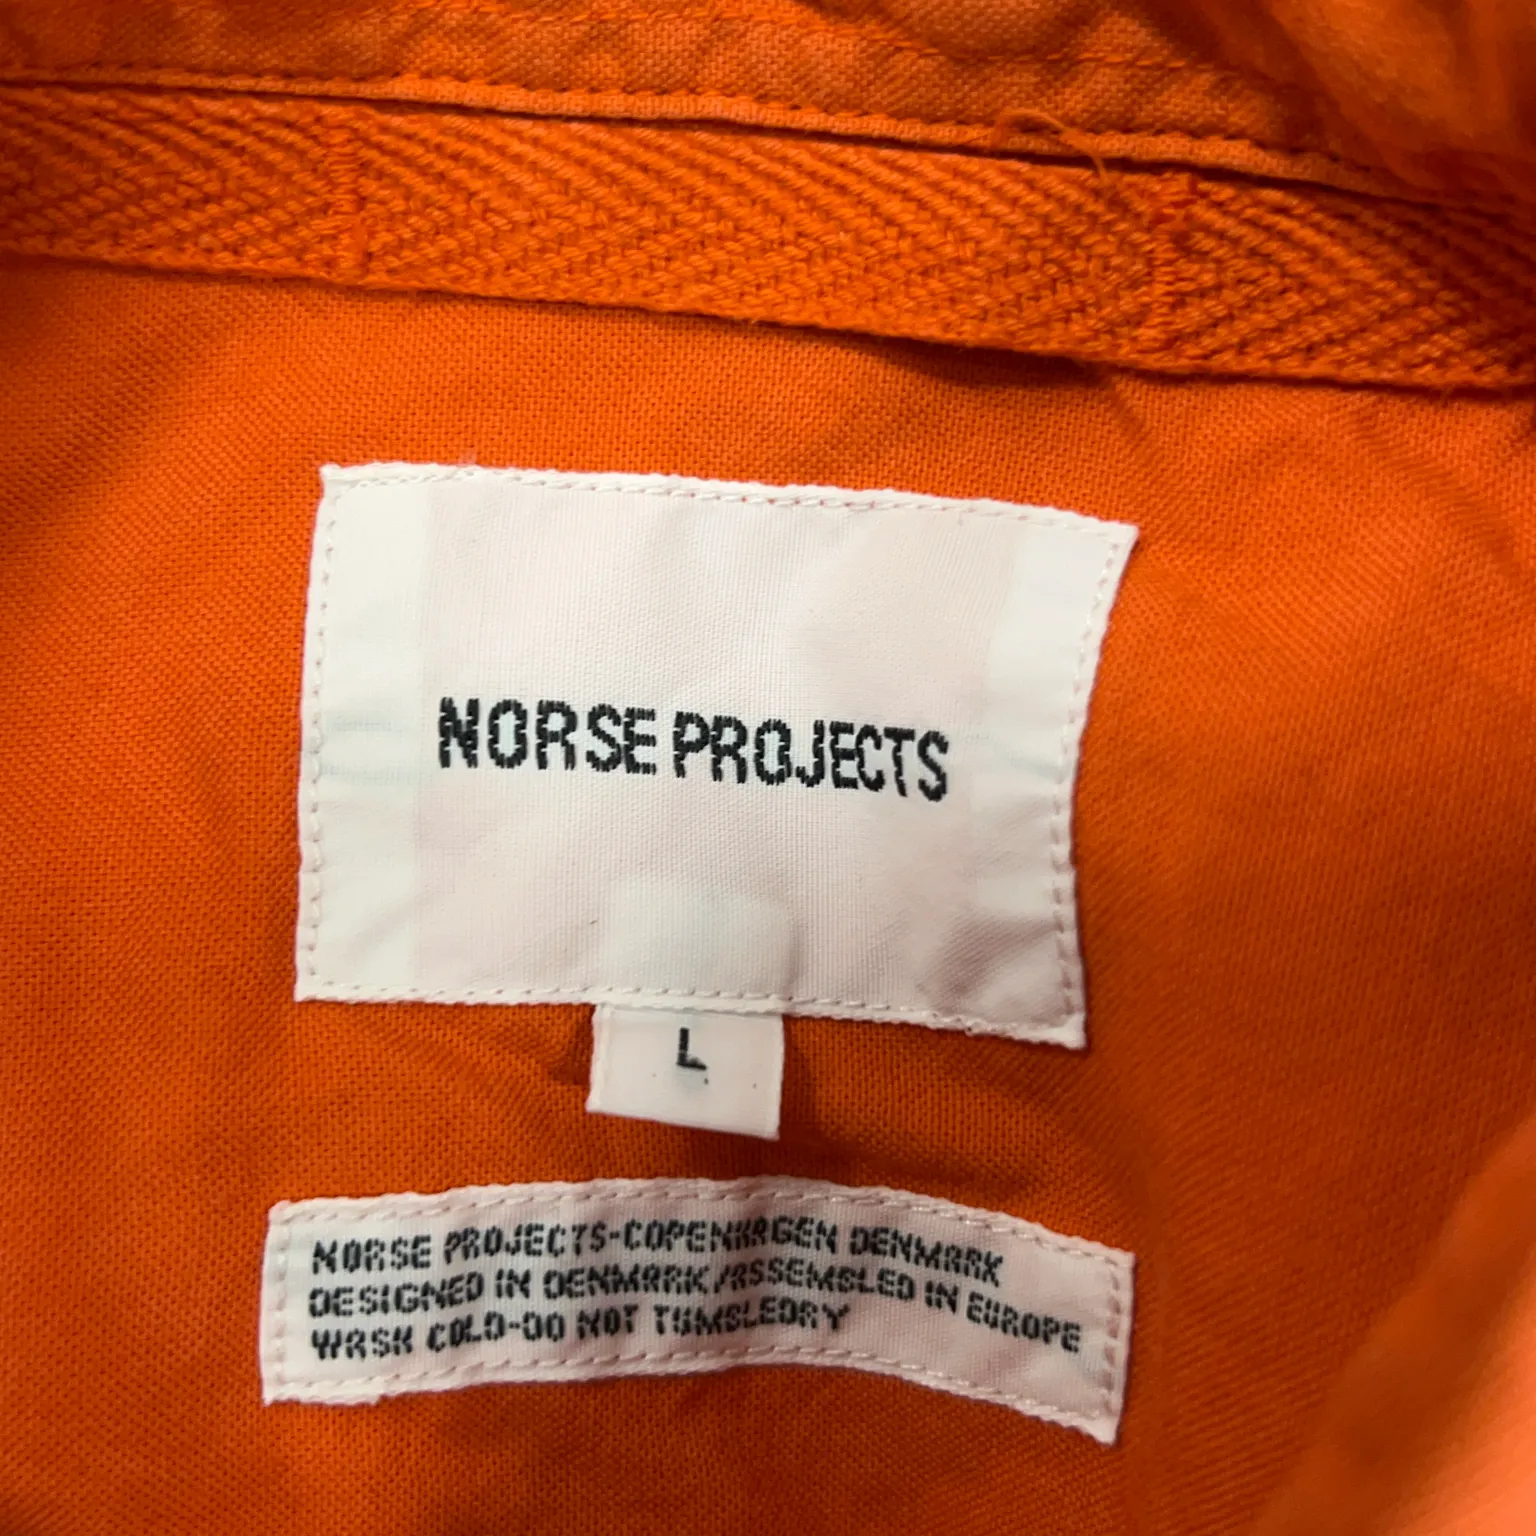 NORSE PROJECTS
L
NORSE PROJECTS-COPENHAGEN DENMARK
DESIGNED IN DENMARK/ASSEMBLED IN EUROPE
WASH COLD-DO NOT TUMBLEDRY